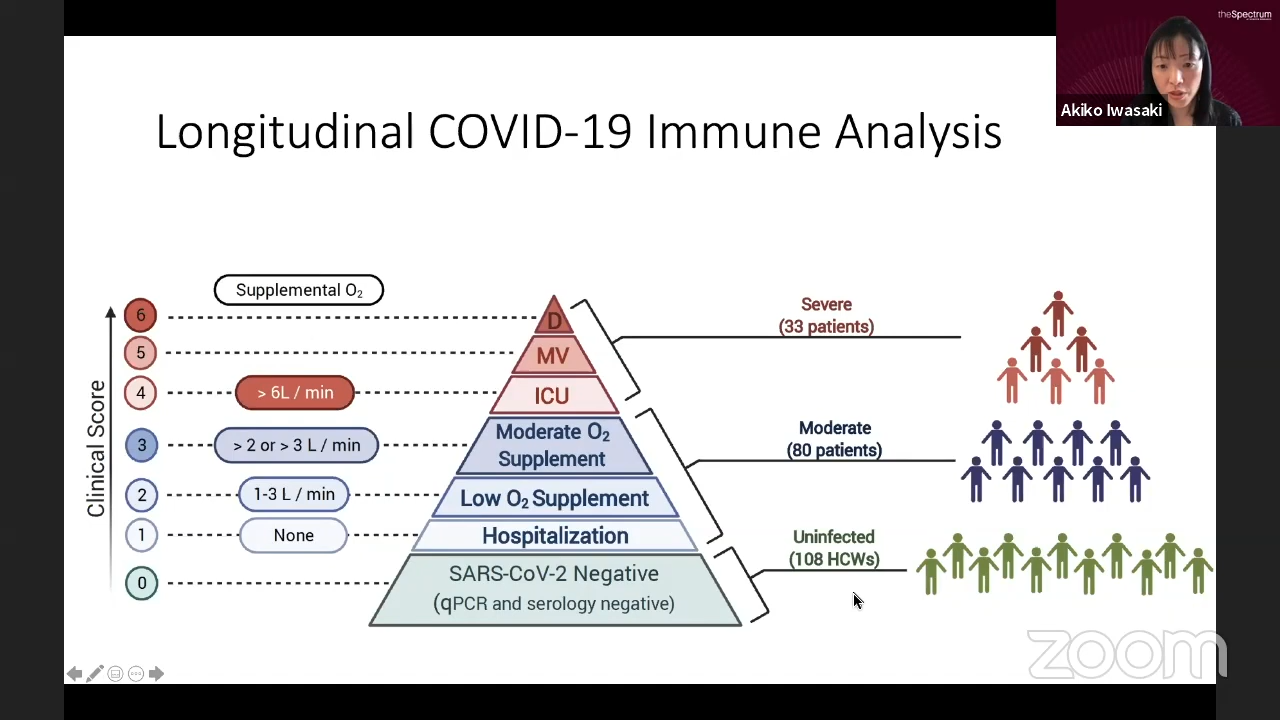 theSpectrum
Akiko Iwasaki
Longitudinal COVID-19 Immune Analysis
Clinical Score
Supplemental O₂
6
D
5
MV
4
> 6L / min
ICU
3
> 2 or > 3 L / min
Moderate O₂
Supplement
2
1-3 L / min
Low O₂ Supplement
1
None
Hospitalization
0
SARS-CoV-2 Negative
(qPCR and serology negative)
Severe
(33 patients)
Moderate
(80 patients)
Uninfected
(108 HCWs)
zoom